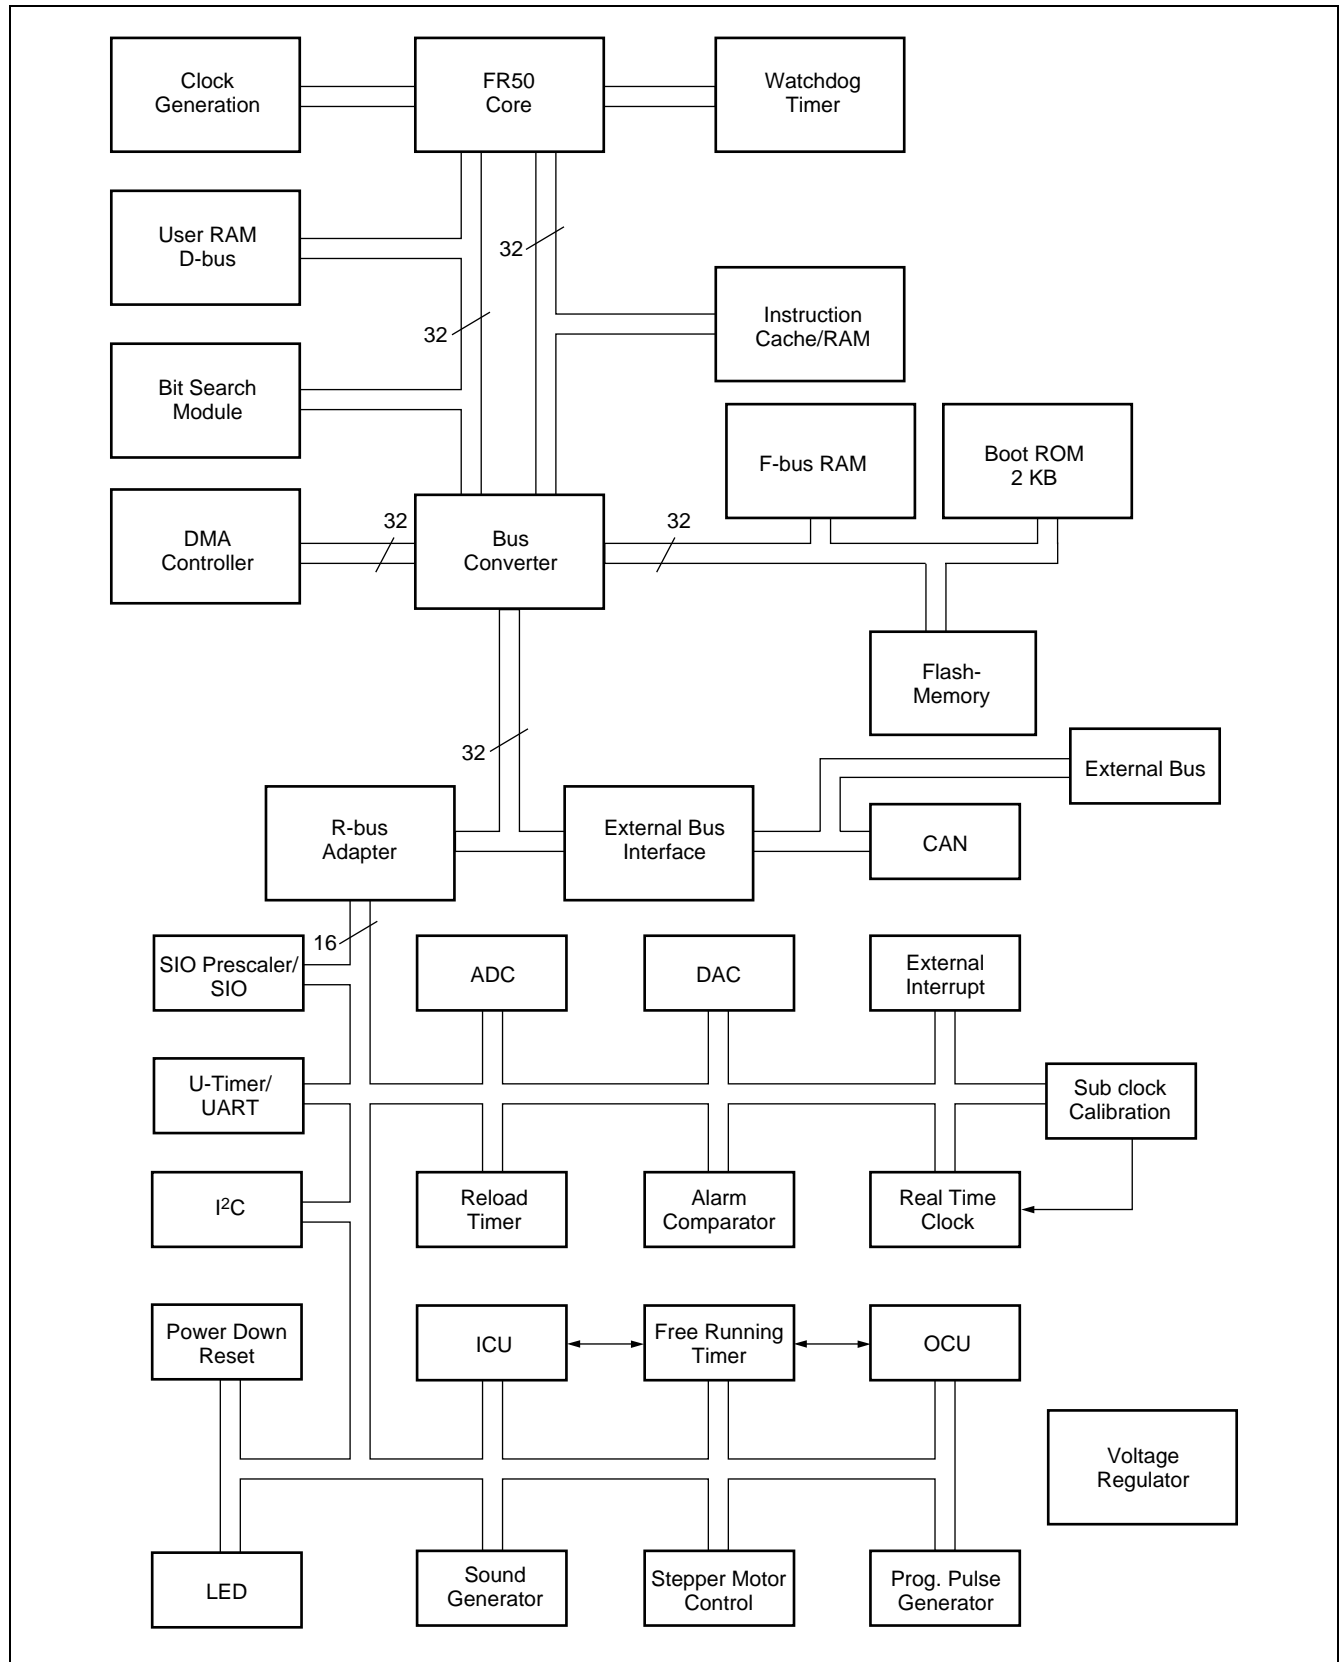 Clock
Generation
FR50
Core
Watchdog
Timer
User RAM
D-bus
32
Instruction
Cache/RAM
32
Bit Search
Module
F-bus RAM
Boot ROM
2 KB
DMA
Controller
32
Bus
Converter
32
Flash-
Memory
32
External Bus
R-bus
Adapter
External Bus
Interface
CAN
16
SIO Prescaler/
SIO
ADC
DAC
External
Interrupt
U-Timer/
UART
Sub clock
Calibration
I²C
Reload
Timer
Alarm
Comparator
Real Time
Clock
Power Down
Reset
ICU
Free Running
Timer
OCU
Voltage
Regulator
LED
Sound
Generator
Stepper Motor
Control
Prog. Pulse
Generator